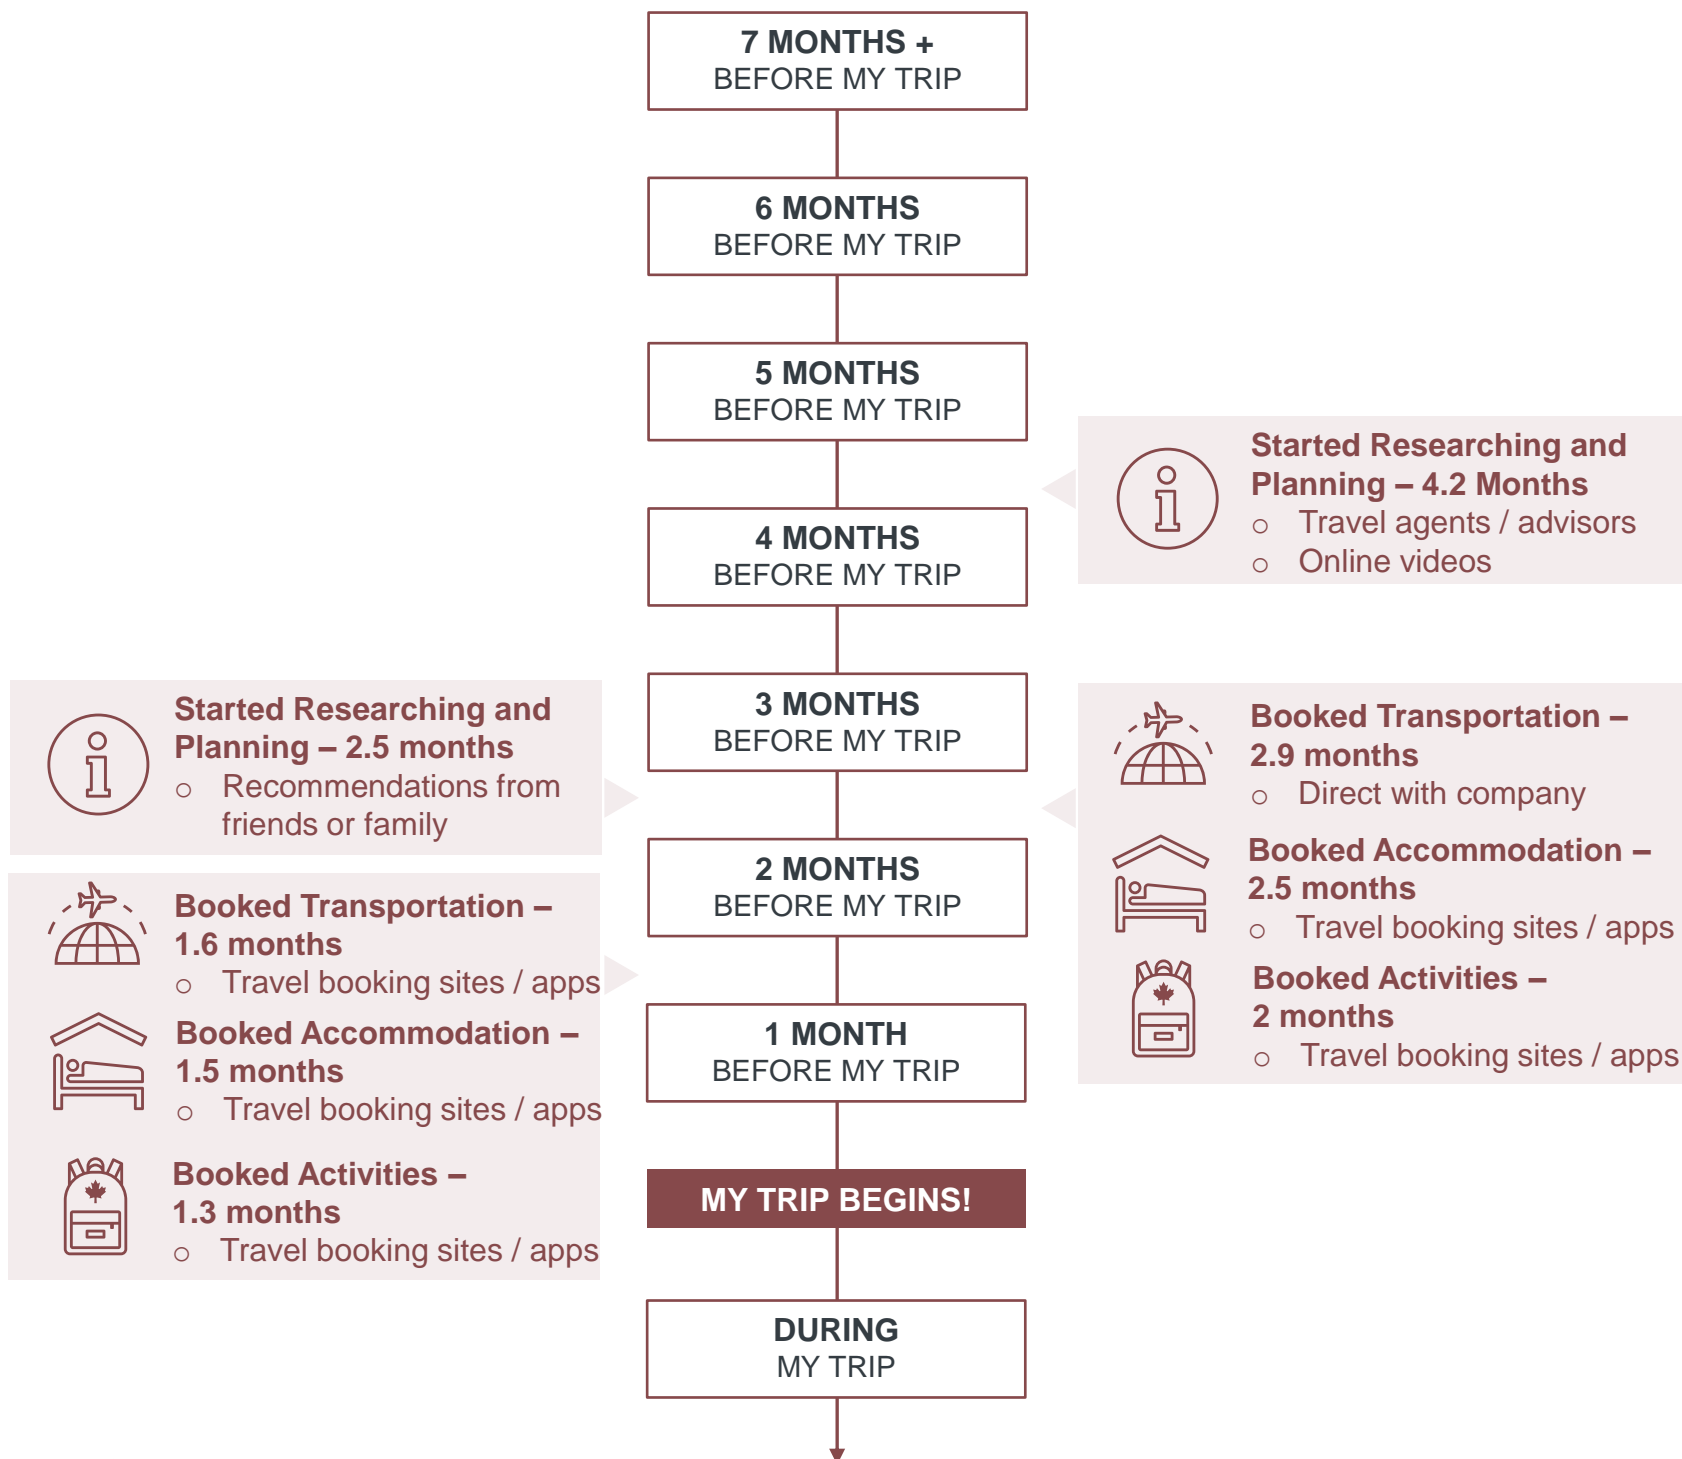 7 MONTHS +
BEFORE MY TRIP
6 MONTHS
BEFORE MY TRIP
5 MONTHS
BEFORE MY TRIP
Started Researching and
Planning – 4.2 Months
o Travel agents / advisors
o Online videos
4 MONTHS
BEFORE MY TRIP
3 MONTHS
BEFORE MY TRIP
Started Researching and
Planning – 2.5 months
o Recommendations from
friends or family
Booked Transportation –
2.9 months
o Direct with company
Booked Accommodation –
2.5 months
o Travel booking sites / apps
Booked Activities –
2 months
o Travel booking sites / apps
2 MONTHS
BEFORE MY TRIP
Booked Transportation –
1.6 months
o Travel booking sites / apps
Booked Accommodation –
1.5 months
o Travel booking sites / apps
Booked Activities –
1.3 months
o Travel booking sites / apps
1 MONTH
BEFORE MY TRIP
MY TRIP BEGINS!
DURING
MY TRIP